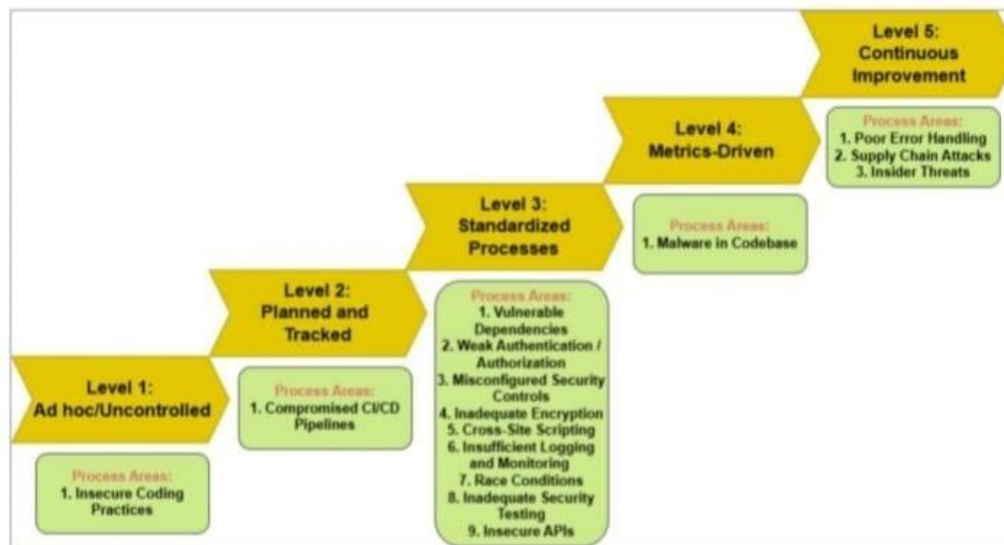 Level 1:
Ad hoc/Uncontrolled
Process Areas:
1. Insecure Coding
Practices
Level 2:
Planned and
Tracked
Process Areas:
1. Compromised CI/CD
Pipelines
Level 3:
Standardized
Processes
Process Areas:
1. Vulnerable
Dependencies
2. Weak Authentication /
Authorization
3. Misconfigured Security
Controls
4. Inadequate Encryption
5. Cross-Site Scripting
6. Insufficient Logging
and Monitoring
7. Race Conditions
8. Inadequate Security
Testing
9. Insecure APIs
Level 4:
Metrics-Driven
Process Areas:
1. Malware in Codebase
Level 5:
Continuous
Improvement
Process Areas:
1. Poor Error Handling
2. Supply Chain Attacks
3. Insider Threats